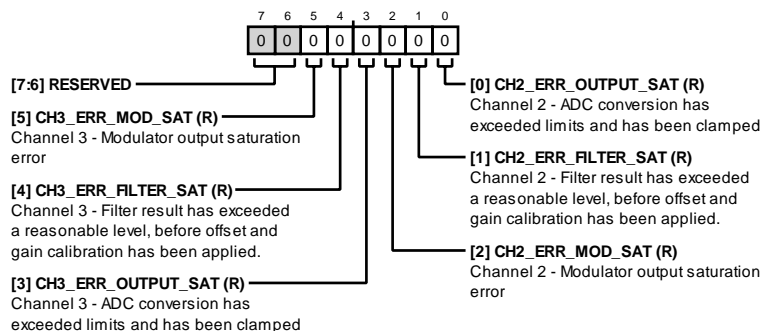 7 6 5 4 3 2 1 0
0 0 0 0 0 0 0 0
[7:6] RESERVED
[5] CH3_ERR_MOD_SAT (R)
Channel 3 - Modulator output saturation
error
[4] CH3_ERR_FILTER_SAT (R)
Channel 3 - Filter result has exceeded
a reasonable level, before offset and
gain calibration has been applied.
[3] CH3_ERR_OUTPUT_SAT (R)
Channel 3 - ADC conversion has
exceeded limits and has been clamped
[0] CH2_ERR_OUTPUT_SAT (R)
Channel 2 - ADC conversion has
exceeded limits and has been clamped
[1] CH2_ERR_FILTER_SAT (R)
Channel 2 - Filter result has exceeded
a reasonable level, before offset and
gain calibration has been applied.
[2] CH2_ERR_MOD_SAT (R)
Channel 2 - Modulator output saturation
error